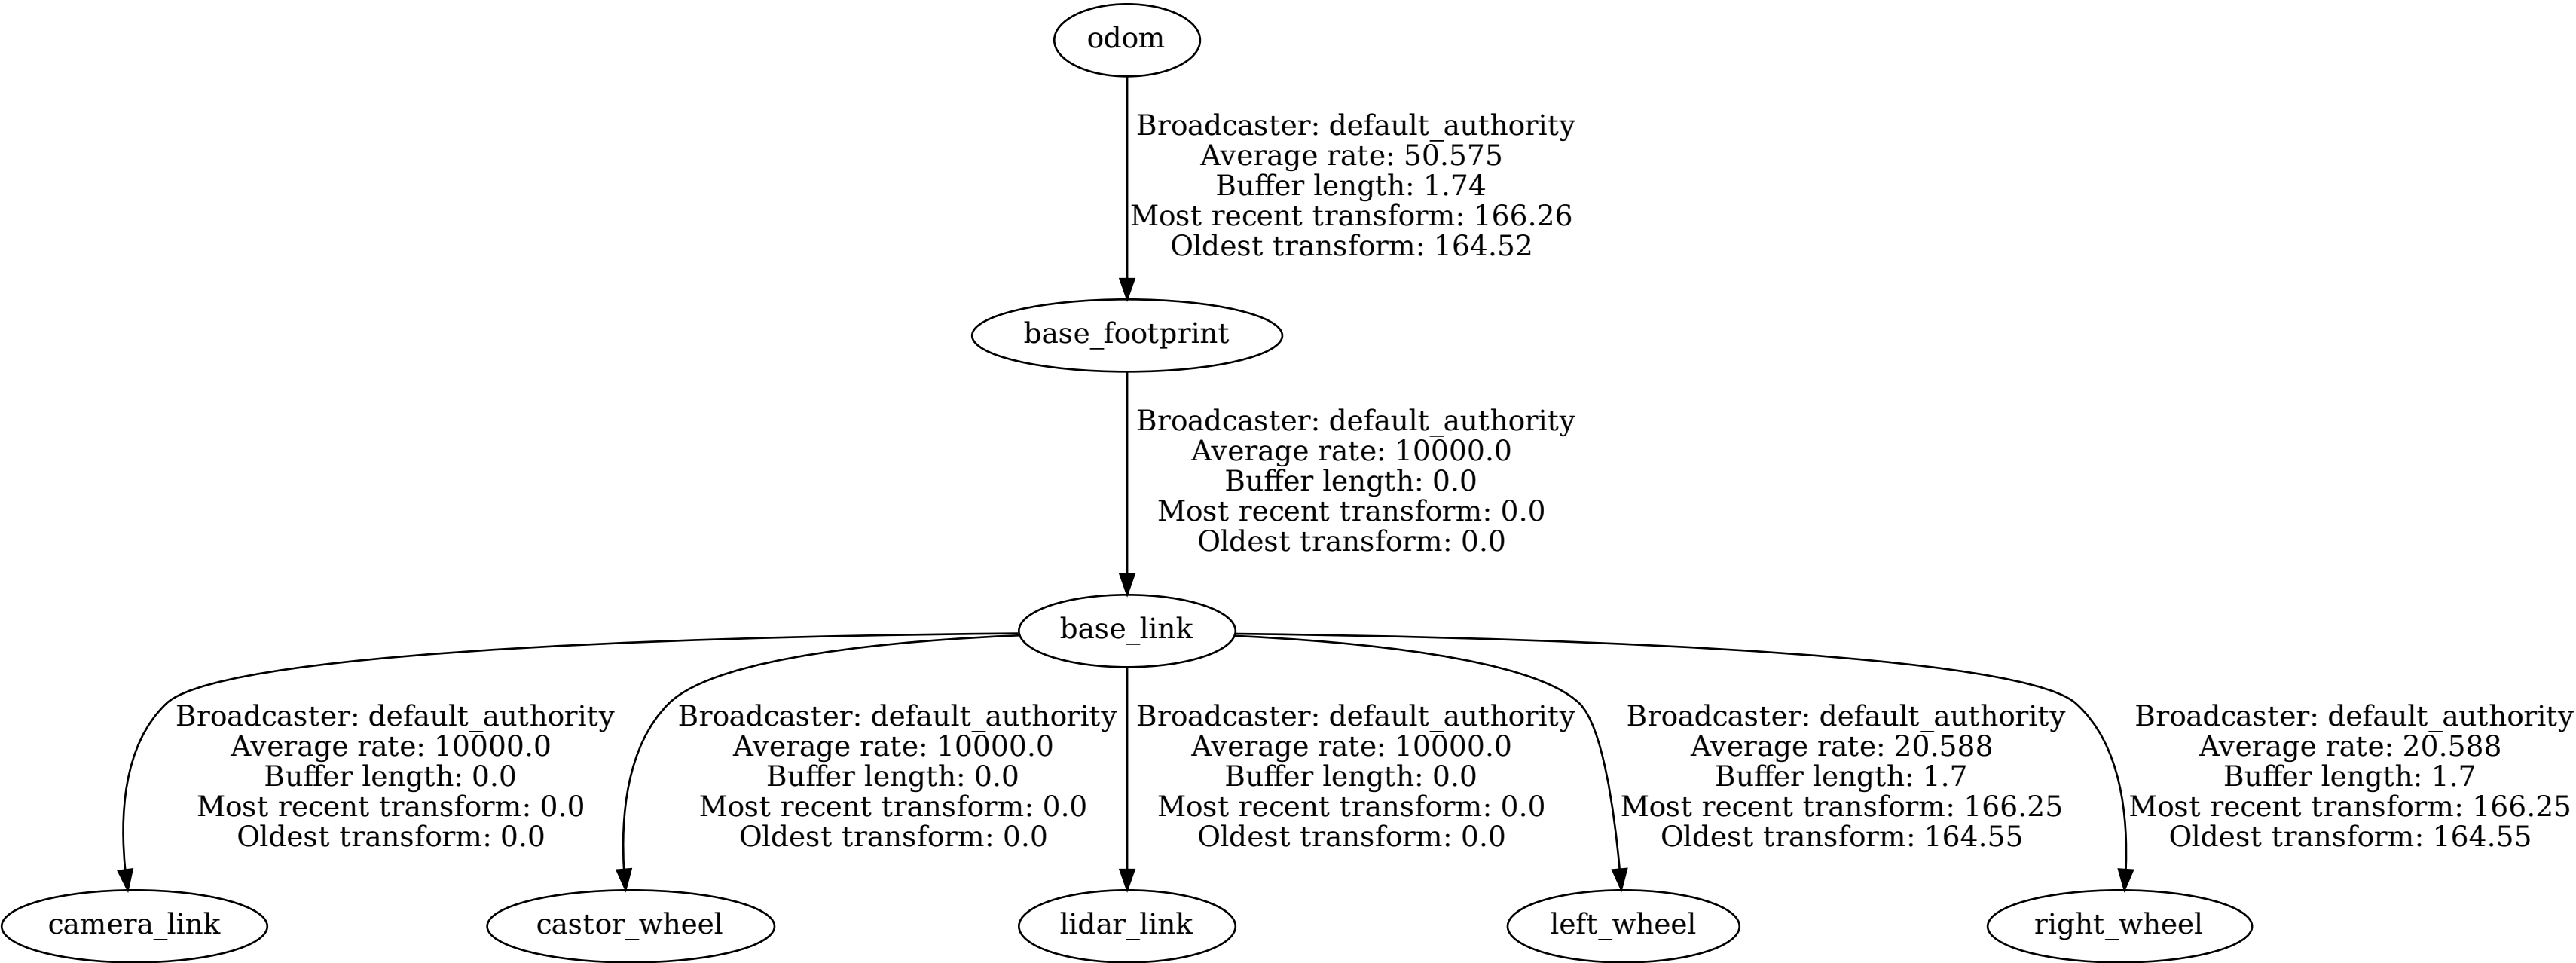 odom
Broadcaster: default_authority
Average rate: 50.575
Buffer length: 1.74
Most recent transform: 166.26
Oldest transform: 164.52
base_footprint
Broadcaster: default_authority
Average rate: 10000.0
Buffer length: 0.0
Most recent transform: 0.0
Oldest transform: 0.0
base_link
Broadcaster: default_authority
Average rate: 10000.0
Buffer length: 0.0
Most recent transform: 0.0
Oldest transform: 0.0
Broadcaster: default_authority
Average rate: 10000.0
Buffer length: 0.0
Most recent transform: 0.0
Oldest transform: 0.0
Broadcaster: default_authority
Average rate: 10000.0
Buffer length: 0.0
Most recent transform: 0.0
Oldest transform: 0.0
Broadcaster: default_authority
Average rate: 20.588
Buffer length: 1.7
Most recent transform: 166.25
Oldest transform: 164.55
Broadcaster: default_authority
Average rate: 20.588
Buffer length: 1.7
Most recent transform: 166.25
Oldest transform: 164.55
camera_link
castor_wheel
lidar_link
left_wheel
right_wheel